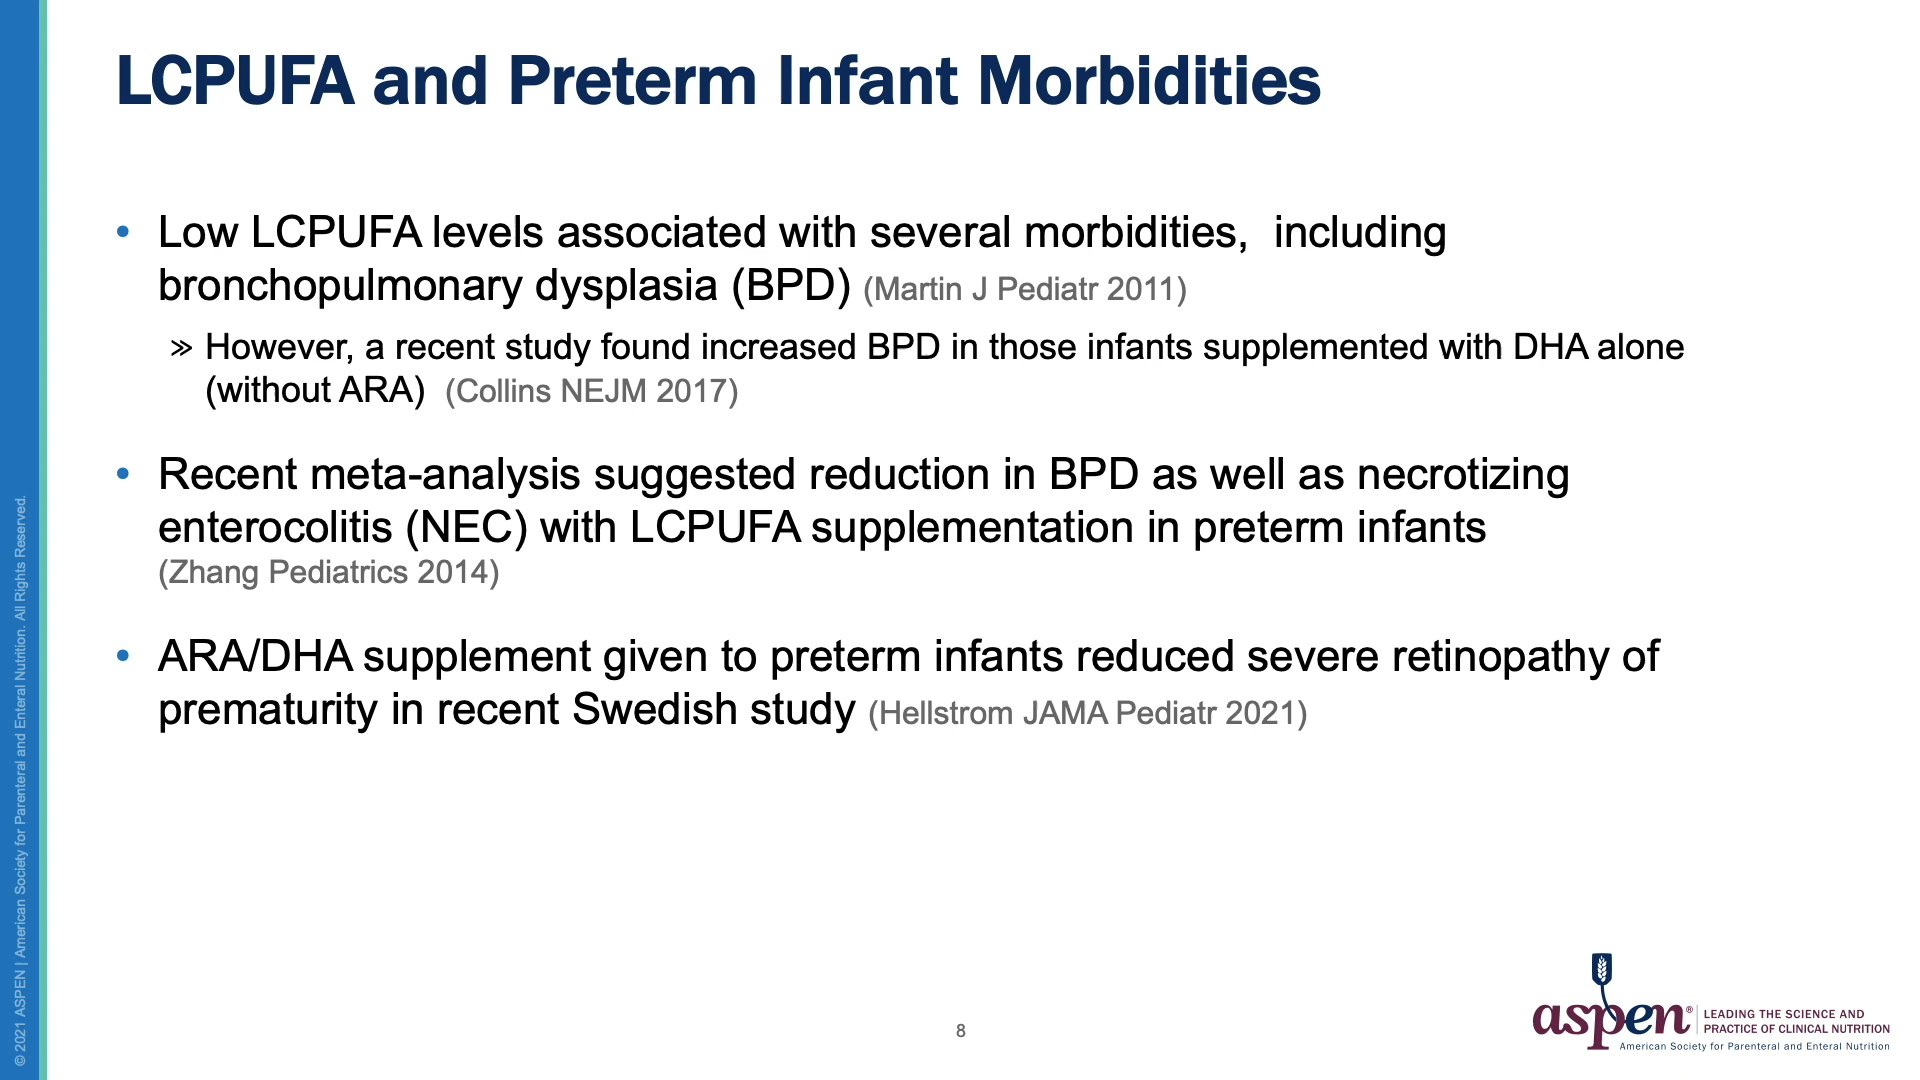 LCPUFA and Preterm Infant Morbidities
• Low LCPUFA levels associated with several morbidities,  including
bronchopulmonary dysplasia (BPD) (Martin J Pediatr 2011)
» However, a recent study found increased BPD in those infants supplemented with DHA alone
(without ARA)  (Collins NEJM 2017)
• Recent meta-analysis suggested reduction in BPD as well as necrotizing
enterocolitis (NEC) with LCPUFA supplementation in preterm infants
(Zhang Pediatrics 2014)
• ARA/DHA supplement given to preterm infants reduced severe retinopathy of
prematurity in recent Swedish study (Hellstrom JAMA Pediatr 2021)
© 2021 ASPEN | American Society for Parenteral and Enteral Nutrition. All Rights Reserved.
8
aspen®
LEADING THE SCIENCE AND
PRACTICE OF CLINICAL NUTRITION
American Society for Parenteral and Enteral Nutrition